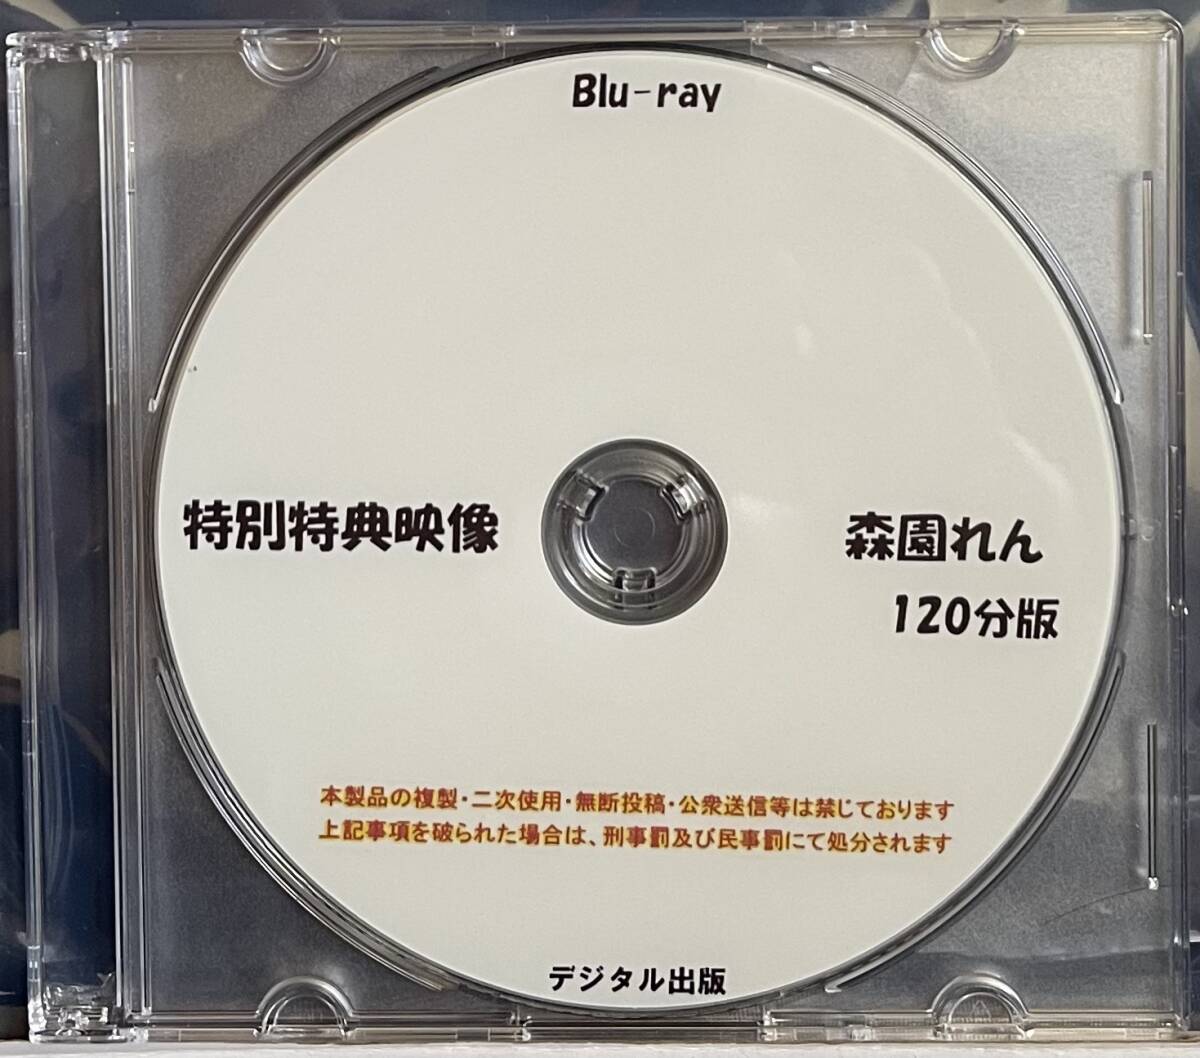 Blu-ray
特別特典映像
森園れん
120分版
本製品の複製・二次使用・無断投稿・公衆送信等は禁じております
上記事項を破られた場合は、刑事罰及び民事罰にて処分されます
デジタル出版